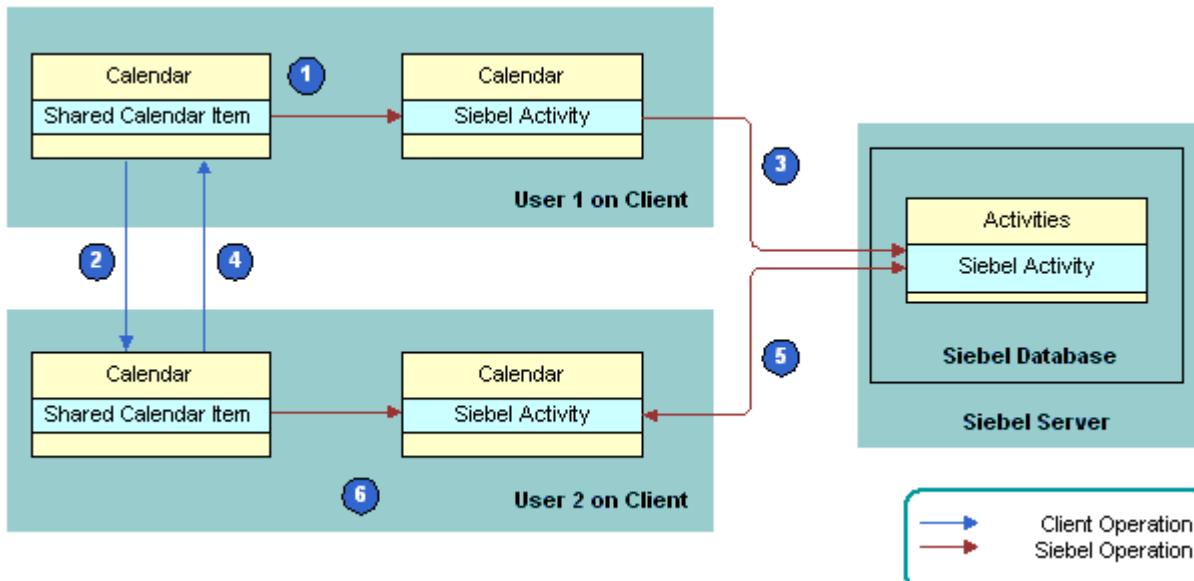 Calendar
Shared Calendar Item
1
Calendar
Siebel Activity
User 1 on Client
3
2
4
Activities
Siebel Activity
Siebel Database
Siebel Server
Calendar
Shared Calendar Item
Calendar
Siebel Activity
5
6
User 2 on Client
Client Operation
Siebel Operation